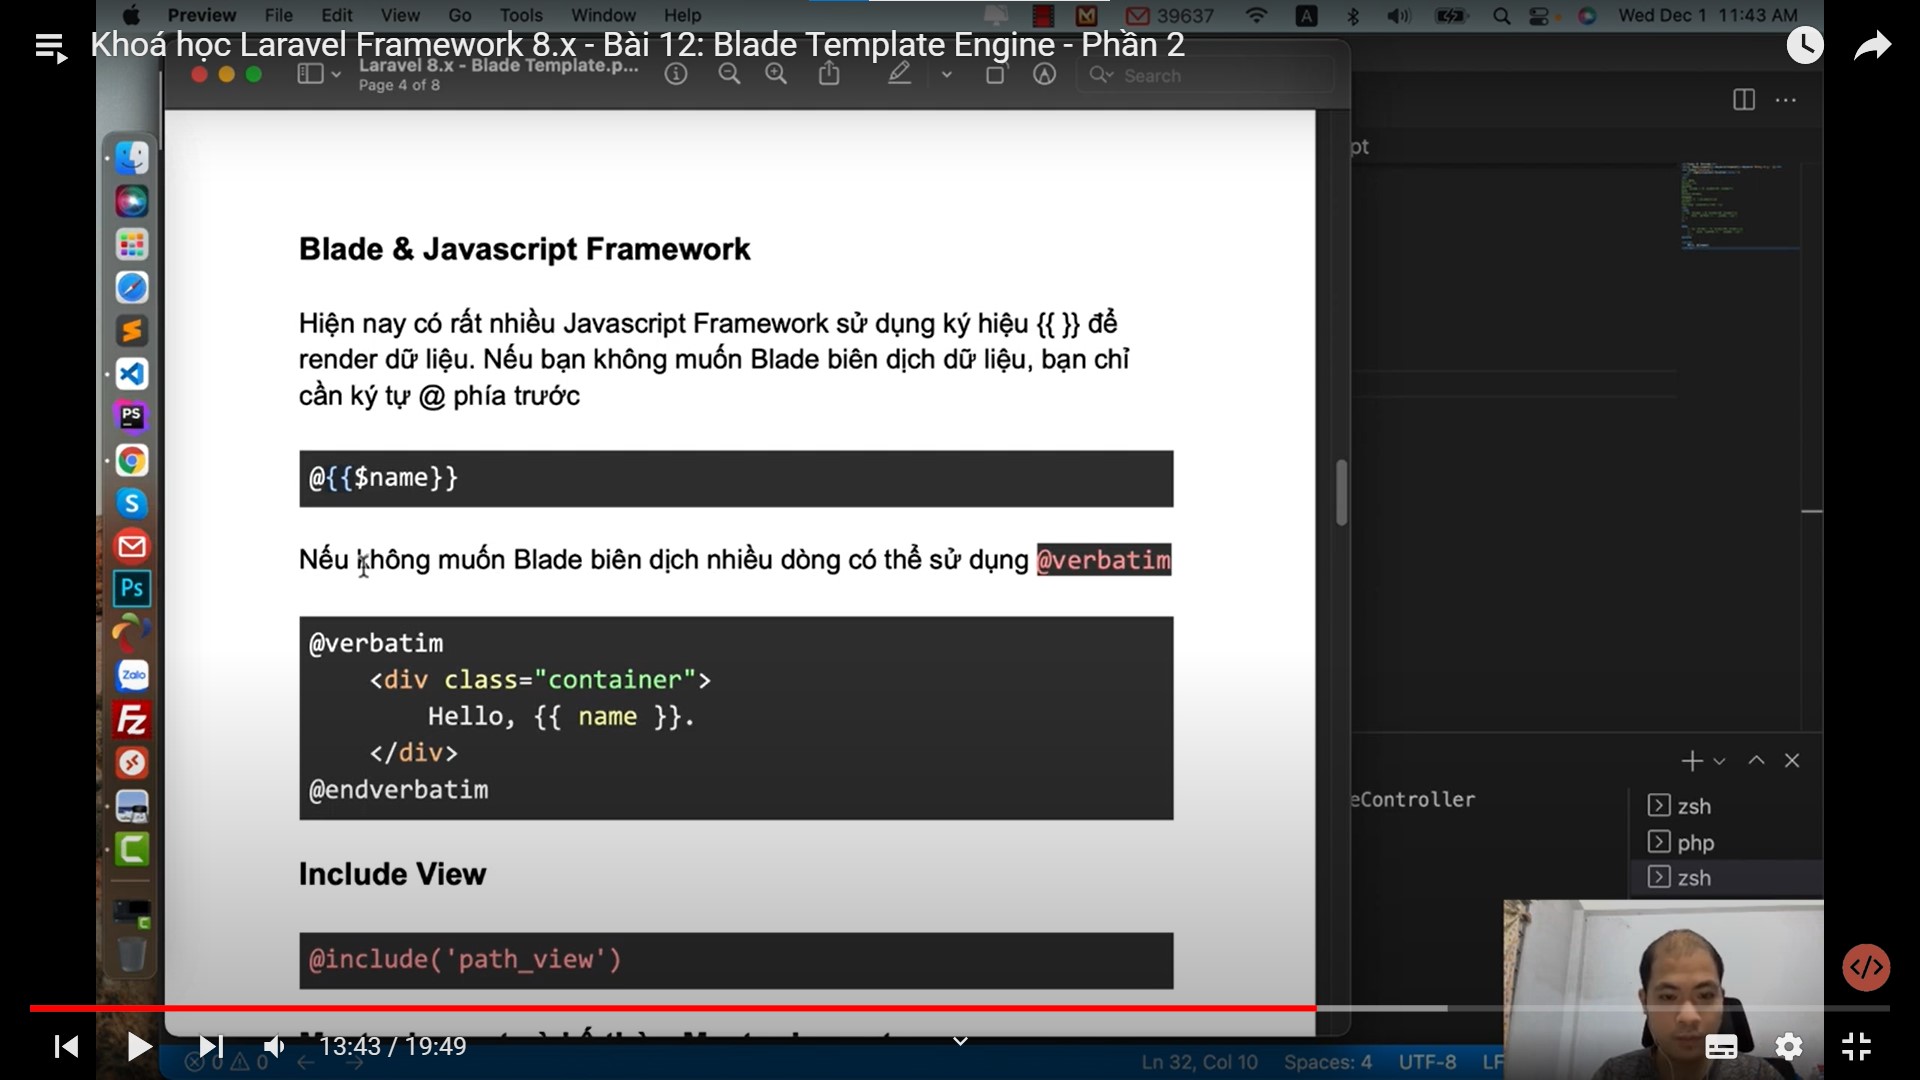 Preview File Edit View Go Tools Window Help
39637
A
Wed Dec 1 11:43 AM
Khoá học Laravel Framework 8.x - Bài 12: Blade Template Engine - Phần 2
Laravel 8.x - Blade Template.p...
Page 4 of 8
Search
pt
Blade & Javascript Framework
Hiện nay có rất nhiều Javascript Framework sử dụng ký hiệu {{ }} để
render dữ liệu. Nếu bạn không muốn Blade biên dịch dữ liệu, bạn chỉ
cần ký tự @ phía trước
@{{$name}}
Nếu không muốn Blade biên dịch nhiều dòng có thể sử dụng @verbatim
@verbatim
<div class="container">
Hello, {{ name }}.
</div>
@endverbatim
Include View
@include('path_view')
PS
S
Ps
Zalo
FZ
C
eController
zsh
php
zsh
13:43 / 19:49
0 0
Ln 32, Col 10 Spaces: 4 UTF-8 LF